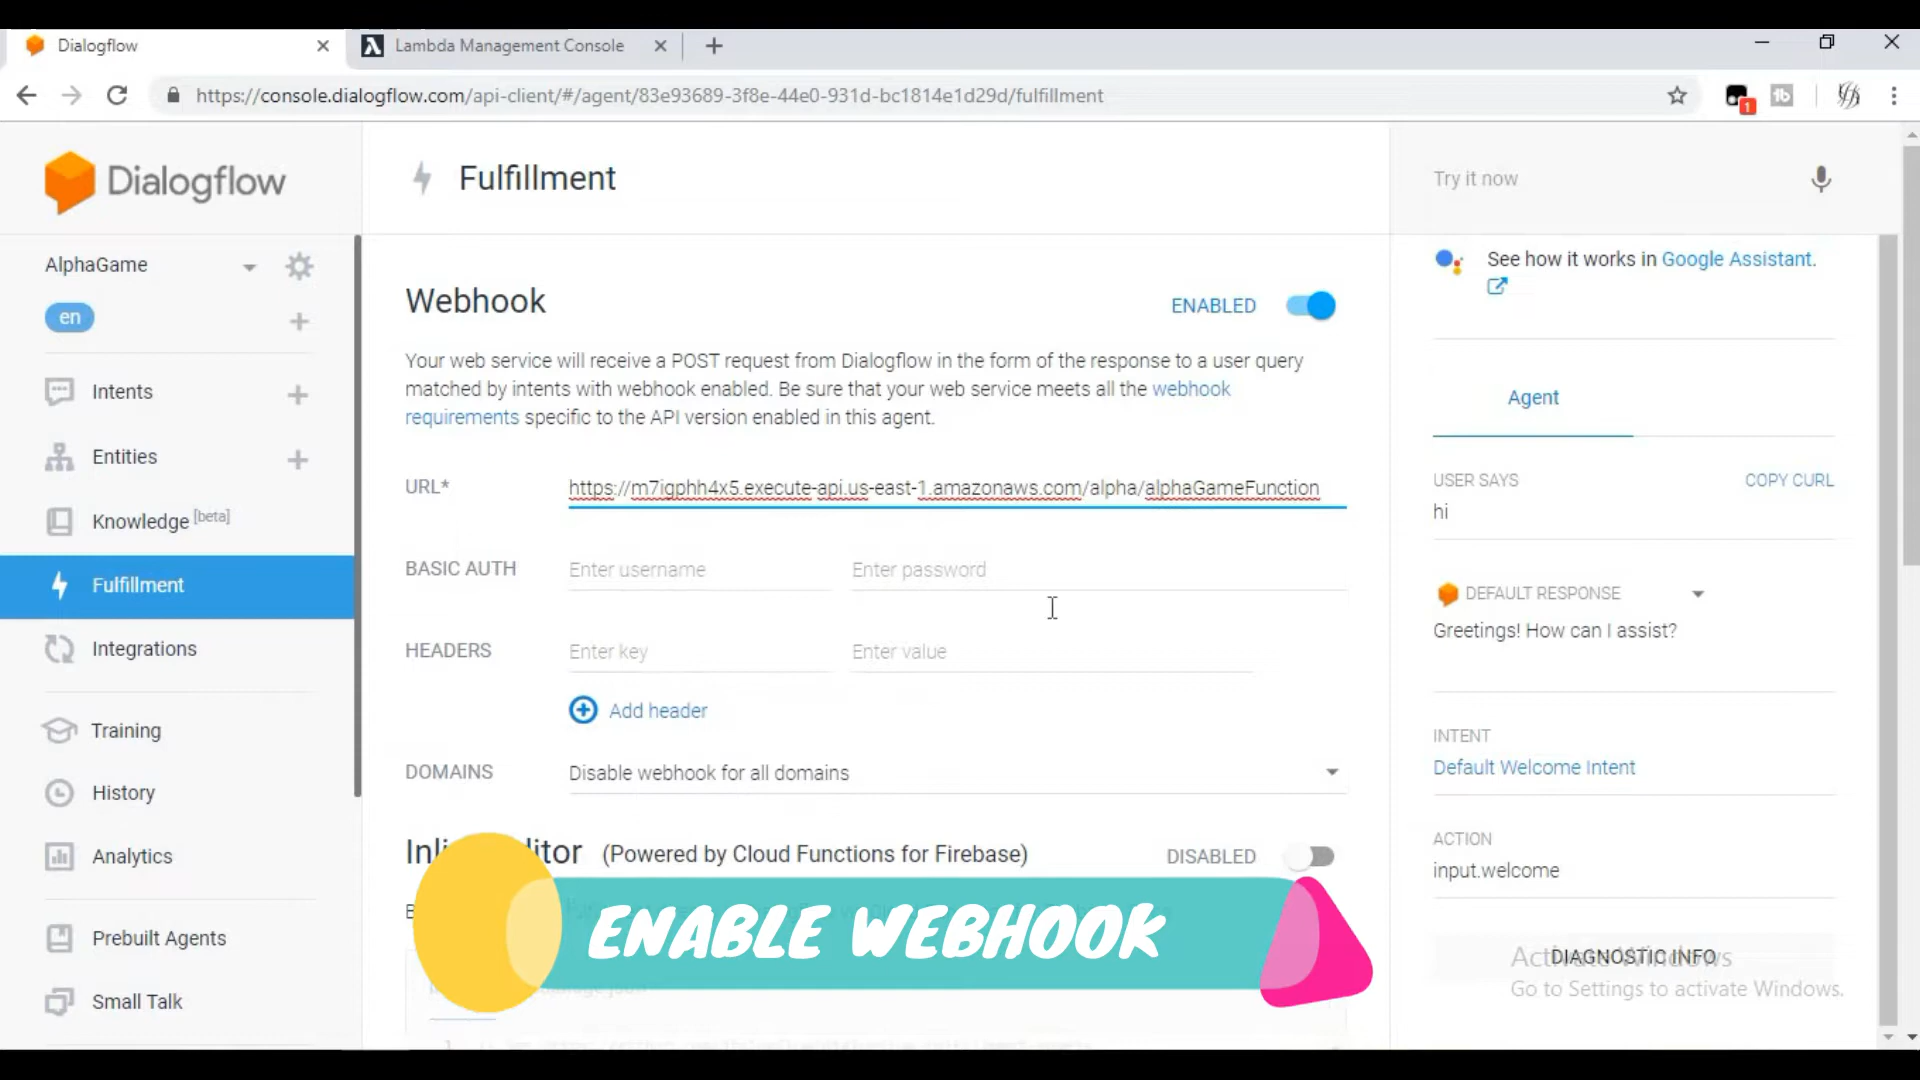 Dialogflow
Lambda Management Console
https://console.dialogflow.com/api-client/#/agent/83e93689-3f8e-44e0-931d-bc1814e1d29d/fulfillment
1
Dialogflow
AlphaGame
en
Intents
Entities
Knowledge [beta]
Fulfillment
Integrations
Training
History
Analytics
Prebuilt Agents
Small Talk
Fulfillment
Webhook
ENABLED
Your web service will receive a POST request from Dialogflow in the form of the response to a user query
matched by intents with webhook enabled. Be sure that your web service meets all the webhook
requirements specific to the API version enabled in this agent.
URL* https://m7igphh4x5.execute-api.us-east-1.amazonaws.com/alpha/alphaGameFunction
BASIC AUTH Enter username Enter password
HEADERS Enter key Enter value
Add header
DOMAINS Disable webhook for all domains
(Powered by Cloud Functions for Firebase) DISABLED
ENABLE WEBHOOK
Try it now
See how it works in Google Assistant.
Agent
USER SAYS COPY CURL
hi
DEFAULT RESPONSE
Greetings! How can I assist?
INTENT
Default Welcome Intent
ACTION
input.welcome
DIAGNOSTIC INFO
Activate Windows
Go to Settings to activate Windows.